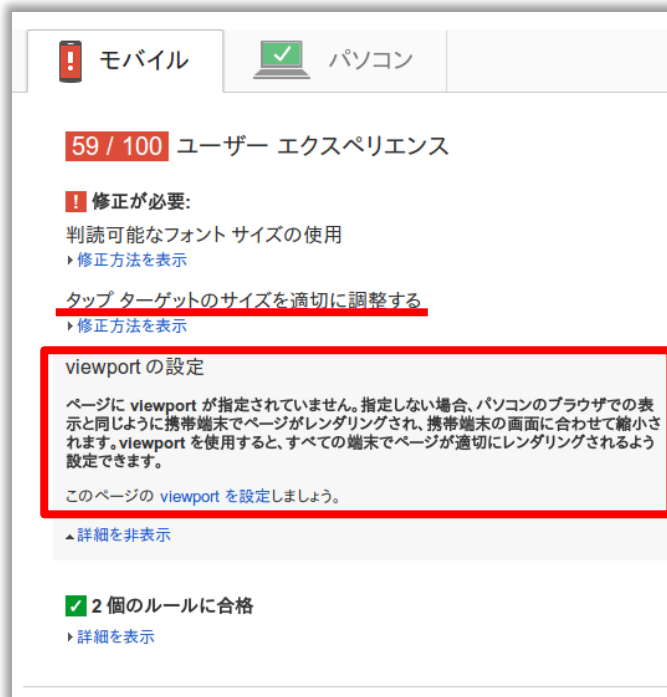 モバイル
パソコン
59 / 100 ユーザー エクスペリエンス
! 修正が必要:
判読可能なフォント サイズの使用
修正方法を表示
タップ ターゲットのサイズを適切に調整する
修正方法を表示
viewport の設定
ページに viewport が指定されていません。指定しない場合、パソコンのブラウザでの表
示と同じように携帯端末でページがレンダリングされ、携帯端末の画面に合わせて縮小さ
れます。viewport を使用すると、すべての端末でページが適切にレンダリングされるよう
設定できます。
このページの viewport を設定しましょう。
詳細を非表示
2 個のルールに合格
詳細を表示